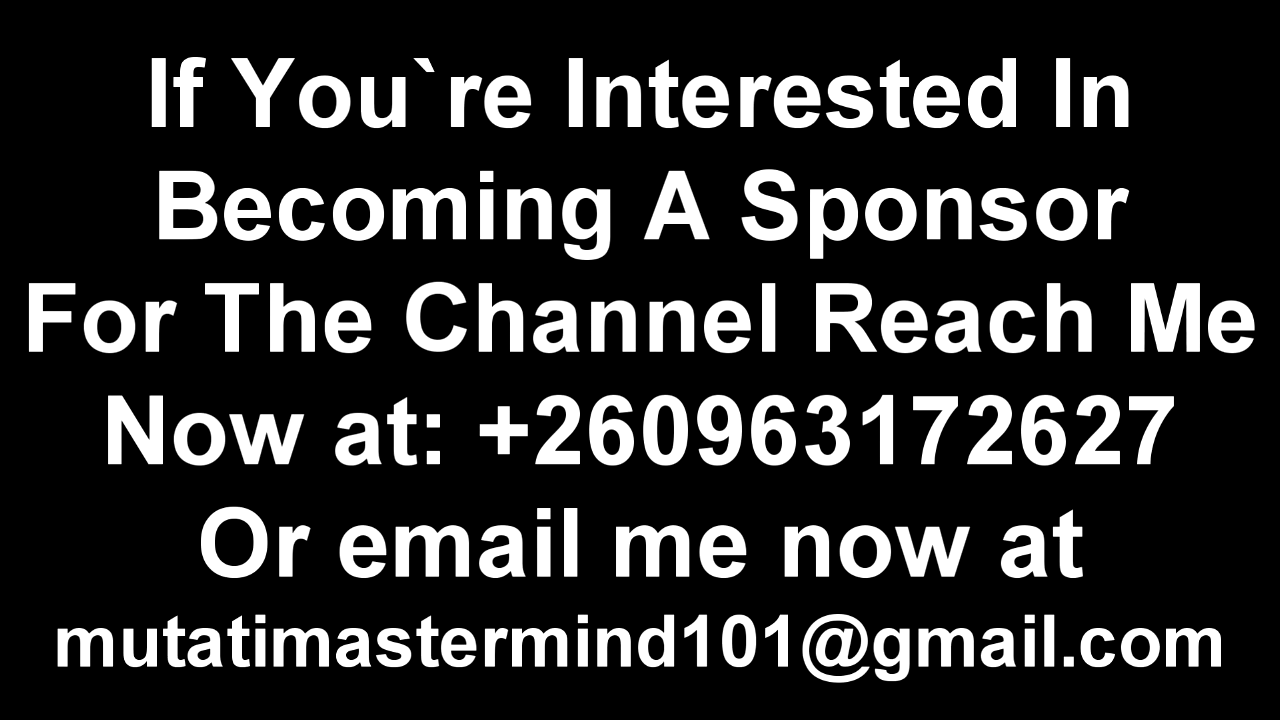 If You`re Interested In
Becoming A Sponsor
For The Channel Reach Me
Now at: +260963172627
Or email me now at
mutatimastermind101@gmail.com